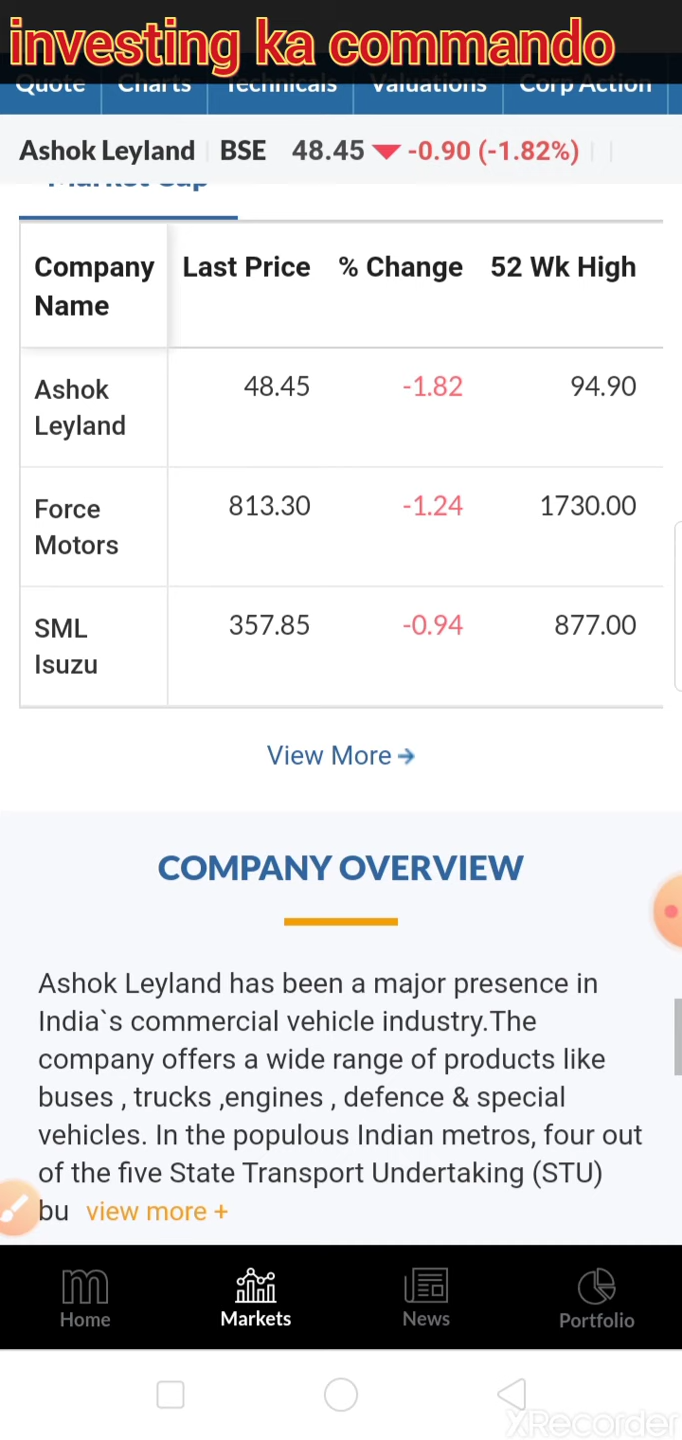 investing ka commando
Quote Charts Technicals Valuations Corp Action
Ashok Leyland BSE 48.45 -0.90 (-1.82%)
Market Cap
Company Name Last Price % Change 52 Wk High
Ashok Leyland 48.45 -1.82 94.90
Force Motors 813.30 -1.24 1730.00
SML Isuzu 357.85 -0.94 877.00
View More
COMPANY OVERVIEW
Ashok Leyland has been a major presence in
India`s commercial vehicle industry.The
company offers a wide range of products like
buses , trucks ,engines , defence & special
vehicles. In the populous Indian metros, four out
of the five State Transport Undertaking (STU)
bu view more +
Home Markets News Portfolio
XRecorder